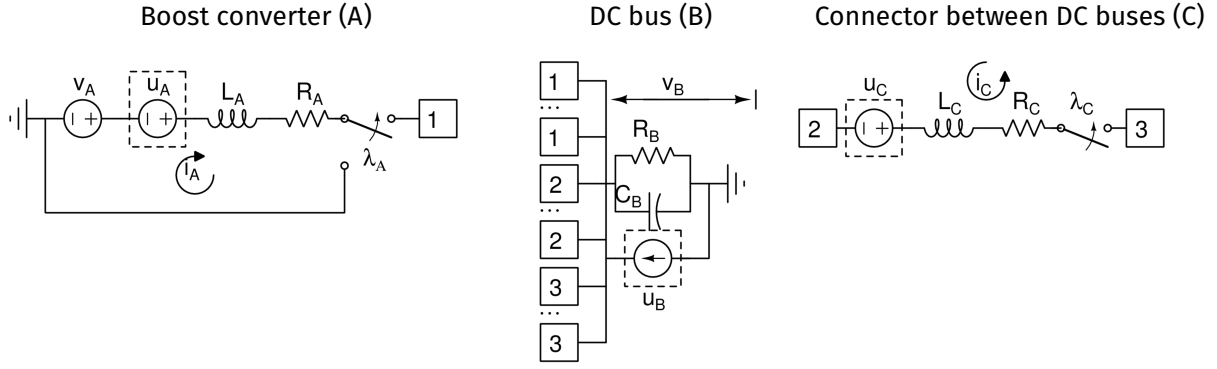 Boost converter (A)
DC bus (B)
Connector between DC buses (C)
v_A
u_A
L_A
R_A
λ_A
i_A
1
1
...
1
2
...
2
3
...
3
v_B
R_B
C_B
u_B
2
u_C
L_C
i_C
R_C
λ_C
3